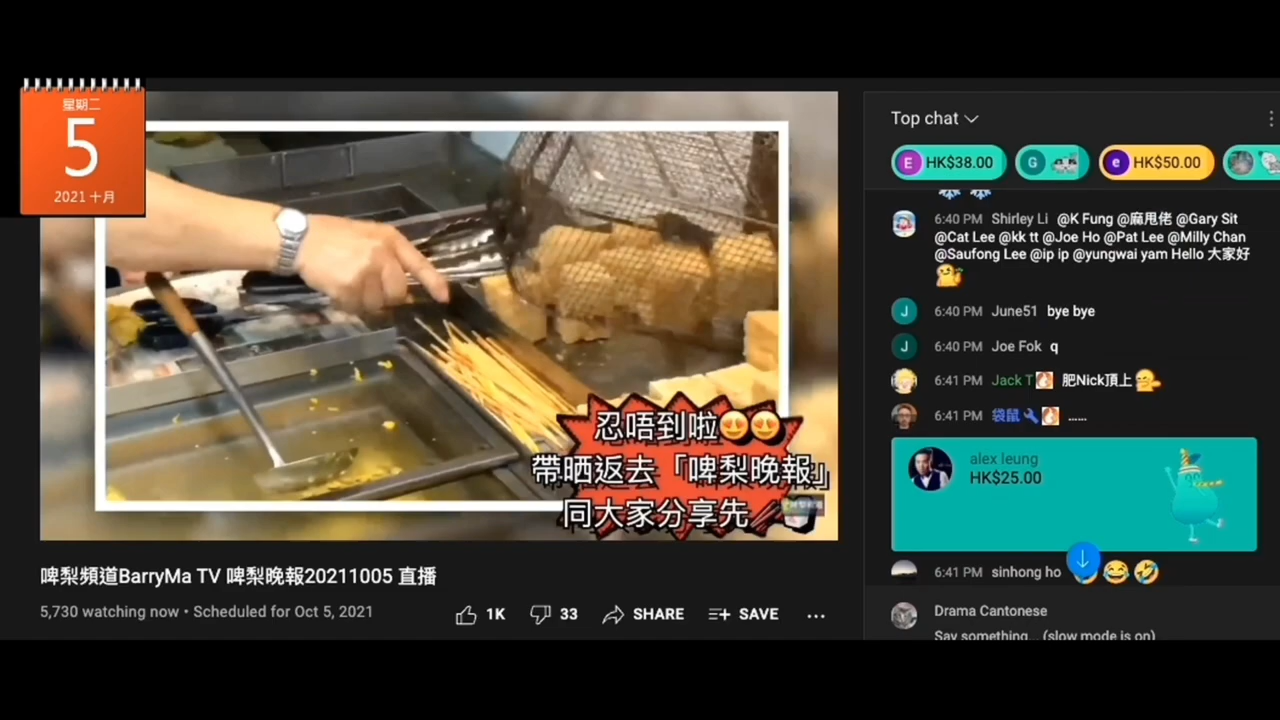 星期二
5
2021 十月
忍唔到啦😍😍
帶晒返去「啤梨晚報」
同大家分享先
啤梨頻道BarryMa TV 啤梨晚報20211005 直播
5,730 watching now • Scheduled for Oct 5, 2021
1K
33
SHARE
SAVE
Top chat
E HK$38.00
G
e HK$50.00
6:40 PM Shirley Li @K Fung @麻甩佬 @Gary Sit
@Cat Lee @kk tt @Joe Ho @Pat Lee @Milly Chan
@Saufong Lee @ip ip @yungwai yam Hello 大家好
J 6:40 PM June51 bye bye
J 6:40 PM Joe Fok q
6:41 PM Jack T 肥Nick頂上
6:41 PM 袋鼠 ......
alex leung
HK$25.00
6:41 PM sinhong ho 😂🤣
Drama Cantonese
Say something... (slow mode is on)